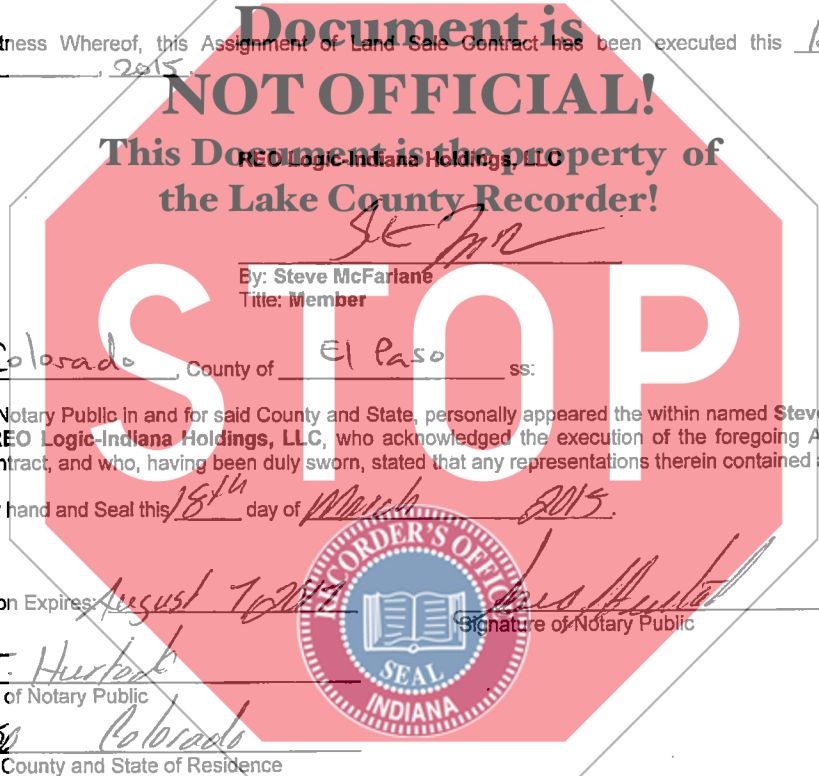 Document is
tness Whereof, this Assignment of Land Sale Contract has been executed this
, 2015.
NOT OFFICIAL!
This Document is the property of
REO Logic-Indiana Holdings, LLC
the Lake County Recorder!
By: Steve McFarlane
Title: Member
STOP
olorado, County of El Paso ss:
Notary Public in and for said County and State, personally appeared the within named Steve
REO Logic-Indiana Holdings, LLC, who acknowledged the execution of the foregoing A
ntract, and who, having been duly sworn, stated that any representations therein contained a
hand and Seal this 18th day of March 2015.
on Expires: August
Signature of Notary Public
of Notary Public
Colorado
County and State of Residence
RECORDER'S OFFICE
SEAL
INDIANA